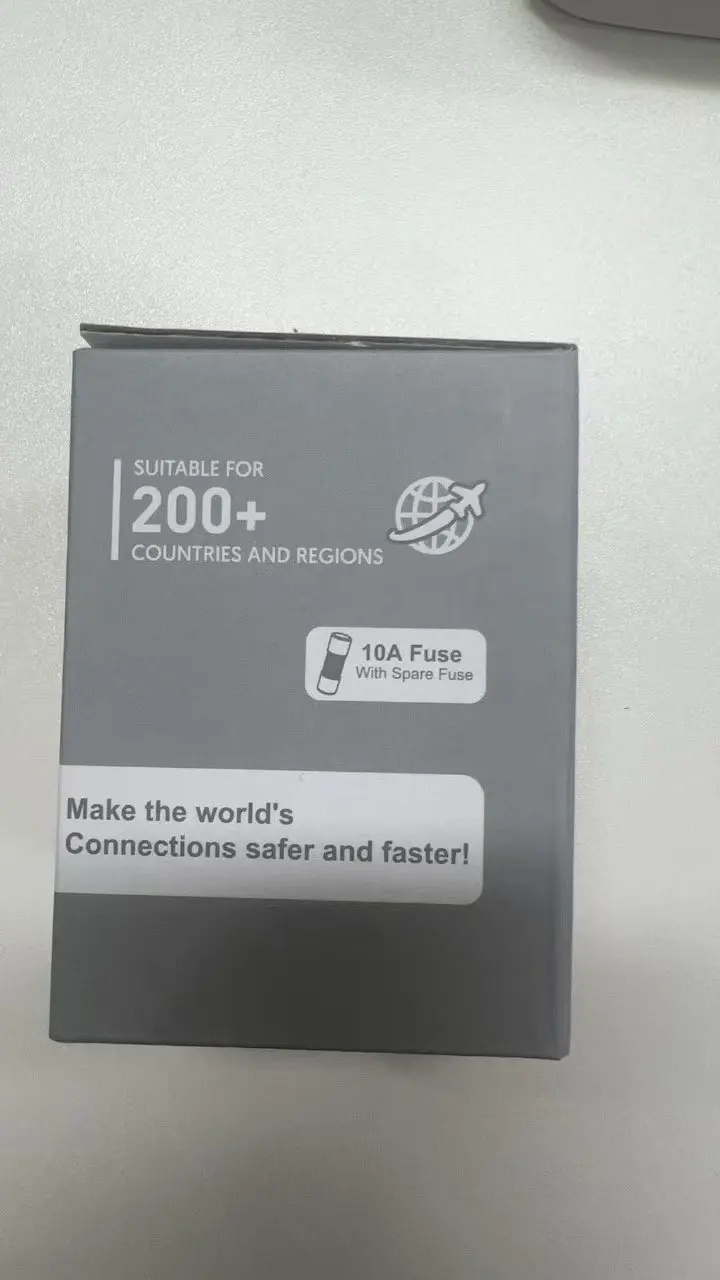 SUITABLE FOR
200+
COUNTRIES AND REGIONS
10A Fuse
With Spare Fuse
Make the world's
Connections safer and faster!